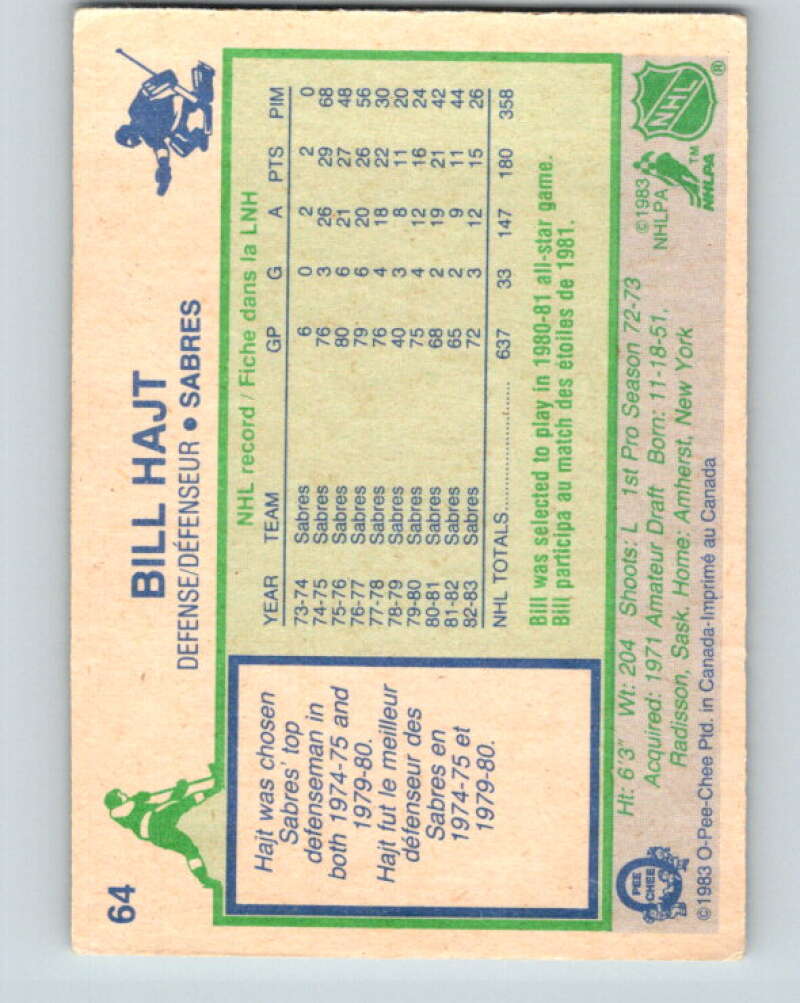 64
BILL HAJT
DEFENSE/DÉFENSEUR • SABRES
Hajt was chosen
Sabres' top
defenseman in
both 1974-75 and
1979-80.
Hajt fut le meilleur
défenseur des
Sabres en
1974-75 et
1979-80.
NHL record / Fiche dans la LNH
YEAR TEAM GP G A PTS PIM
73-74 Sabres 6 0 2 2 0
74-75 Sabres 76 3 26 29 68
75-76 Sabres 80 6 21 27 48
76-77 Sabres 79 6 20 26 56
77-78 Sabres 76 4 18 22 30
78-79 Sabres 40 3 8 11 20
79-80 Sabres 75 4 12 16 24
80-81 Sabres 68 2 19 21 42
81-82 Sabres 65 2 9 11 44
82-83 Sabres 72 3 12 15 26
NHL TOTALS.................... 637 33 147 180 358
Bill was selected to play in 1980-81 all-star game.
Bill participa au match des étoiles de 1981.
Ht: 6'3" Wt: 204 Shoots: L 1st Pro Season 72-73
Acquired: 1971 Amateur Draft Born: 11-18-51,
Radisson, Sask. Home: Amherst, New York
©1983 O-Pee-Chee Ptd. in Canada-Imprimé au Canada
PEE
CHEE
©1983
NHLPA
NHL
®
NHLPA
TM